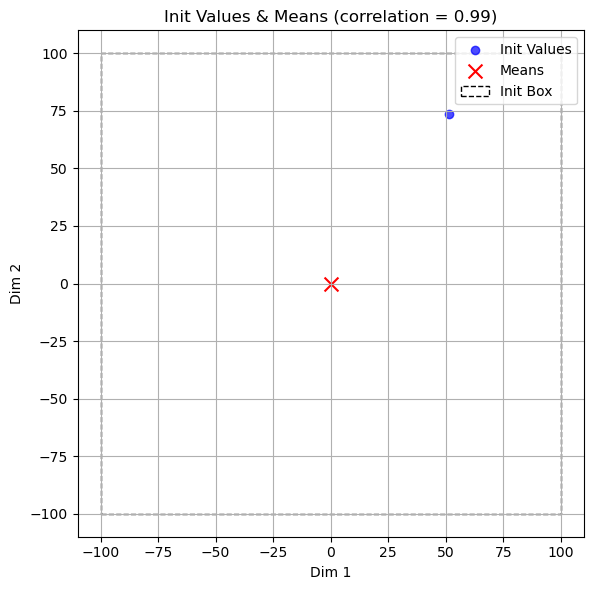 Init Values & Means (correlation = 0.99)
Init Values
Means
Init Box
100
75
50
25
0
−25
−50
−75
−100
Dim 2
−100 −75 −50 −25 0 25 50 75 100
Dim 1